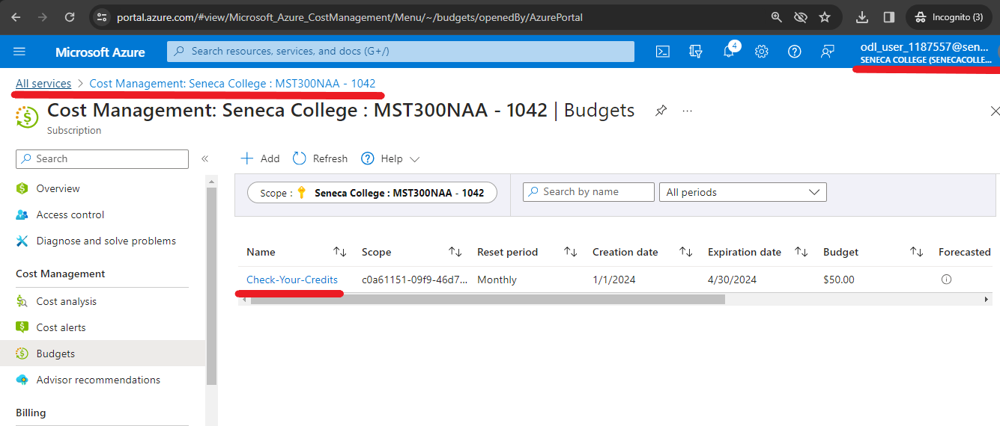 portal.azure.com/#view/Microsoft_Azure_CostManagement/Menu/~/budgets/openedBy/AzurePortal
Incognito (3)
Microsoft Azure
Search resources, services, and docs (G+/)
4
odl_user_1187557@sen...
SENECA COLLEGE (SENECACOLLE...
All services > Cost Management: Seneca College : MST300NAA - 1042
Cost Management: Seneca College : MST300NAA - 1042 | Budgets
Subscription
Search
Add
Refresh
Help
Overview
Access control
Diagnose and solve problems
Cost Management
Cost analysis
Cost alerts
Budgets
Advisor recommendations
Billing
Scope : Seneca College : MST300NAA - 1042
Search by name
All periods
Name Scope Reset period Creation date Expiration date Budget Forecasted
Check-Your-Credits c0a61151-09f9-46d7... Monthly 1/1/2024 4/30/2024 $50.00